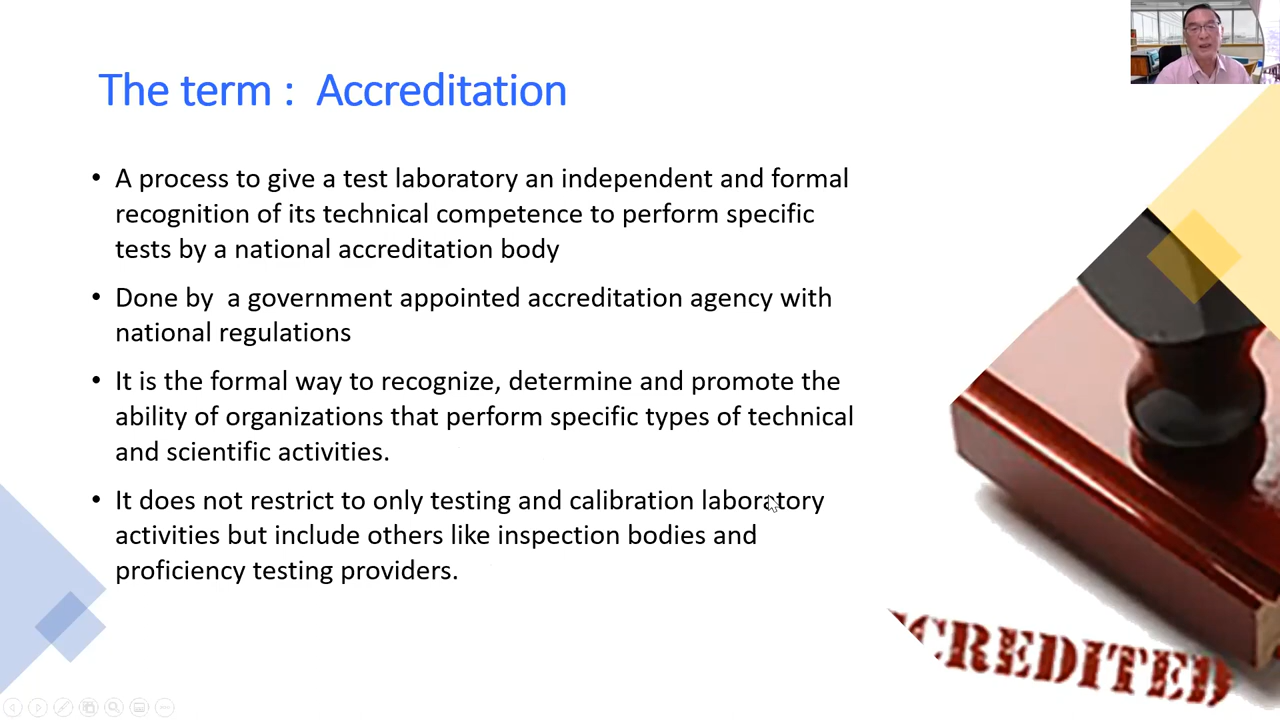 The term : Accreditation
• A process to give a test laboratory an independent and formal
recognition of its technical competence to perform specific
tests by a national accreditation body
• Done by a government appointed accreditation agency with
national regulations
• It is the formal way to recognize, determine and promote the
ability of organizations that perform specific types of technical
and scientific activities.
• It does not restrict to only testing and calibration laboratory
activities but include others like inspection bodies and
proficiency testing providers.
CREDITED